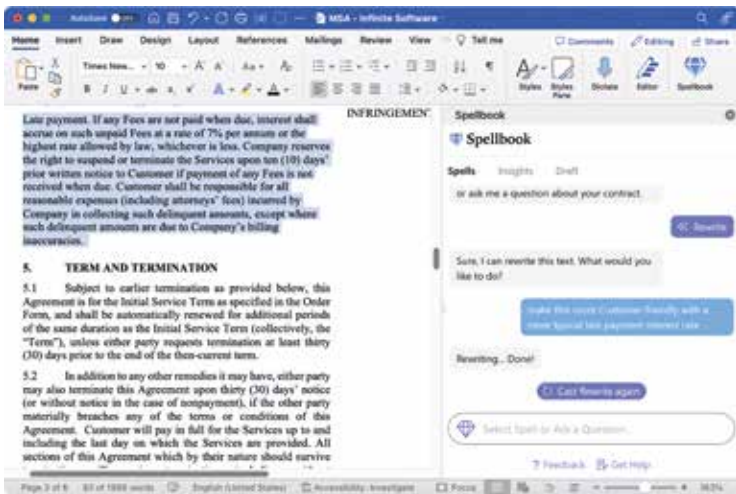 AutoSave
MSA - Infinite Software
Home Insert Draw Design Layout References Mailings Review View Tell me Comments Editing Share
Paste
Times New... 10
Styles Styles Pane Dictate Editor Spellbook
Late payment. If any Fees are not paid when due, interest shall
accrue on such unpaid Fees at a rate of 7% per annum or the
highest rate allowed by law, whichever is less. Company reserves
the right to suspend or terminate the Services upon ten (10) days'
prior written notice to Customer if payment of any Fees is not
received when due. Customer shall be responsible for all
reasonable expenses (including attorneys' fees) incurred by
Company in collecting such delinquent amounts, except where
such delinquent amounts are due to Company's billing
inaccuracies.
INFRINGEMENT
5. TERM AND TERMINATION
5.1 Subject to earlier termination as provided below, this
Agreement is for the Initial Service Term as specified in the Order
Form, and shall be automatically renewed for additional periods
of the same duration as the Initial Service Term (collectively, the
"Term"), unless either party requests termination at least thirty
(30) days prior to the end of the then-current term.
5.2 In addition to any other remedies it may have, either party
may also terminate this Agreement upon thirty (30) days' notice
(or without notice in the case of nonpayment), if the other party
materially breaches any of the terms or conditions of this
Agreement. Customer will pay in full for the Services up to and
including the last day on which the Services are provided. All
sections of this Agreement which by their nature should survive
Spellbook
Spellbook
Spells Insights Draft
or ask me a question about your contract.
Rewrite
Sure, I can rewrite this text. What would you
like to do?
make this more Customer-friendly with a
more typical late payment interest rate
Rewriting... Done!
Cast Rewrite again
Select Spell or Ask a Question...
Feedback Get Help
Page 3 of 6 83 of 1988 words English (United States) Accessibility: Investigate Focus 163%